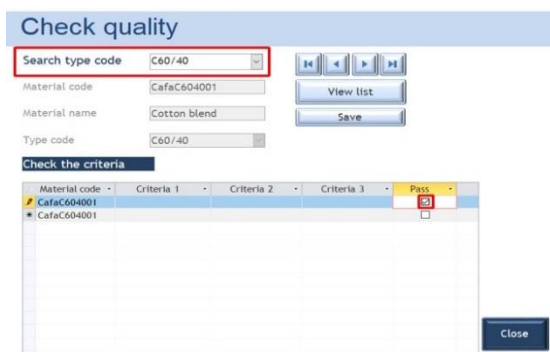 Check quality
Search type code C60/40
Material code CafaC604001
View list
Material name Cotton blend
Save
Type code C60/40
Check the criteria
Material code Criteria 1 Criteria 2 Criteria 3 Pass
CafaC604001
CafaC604001
Close